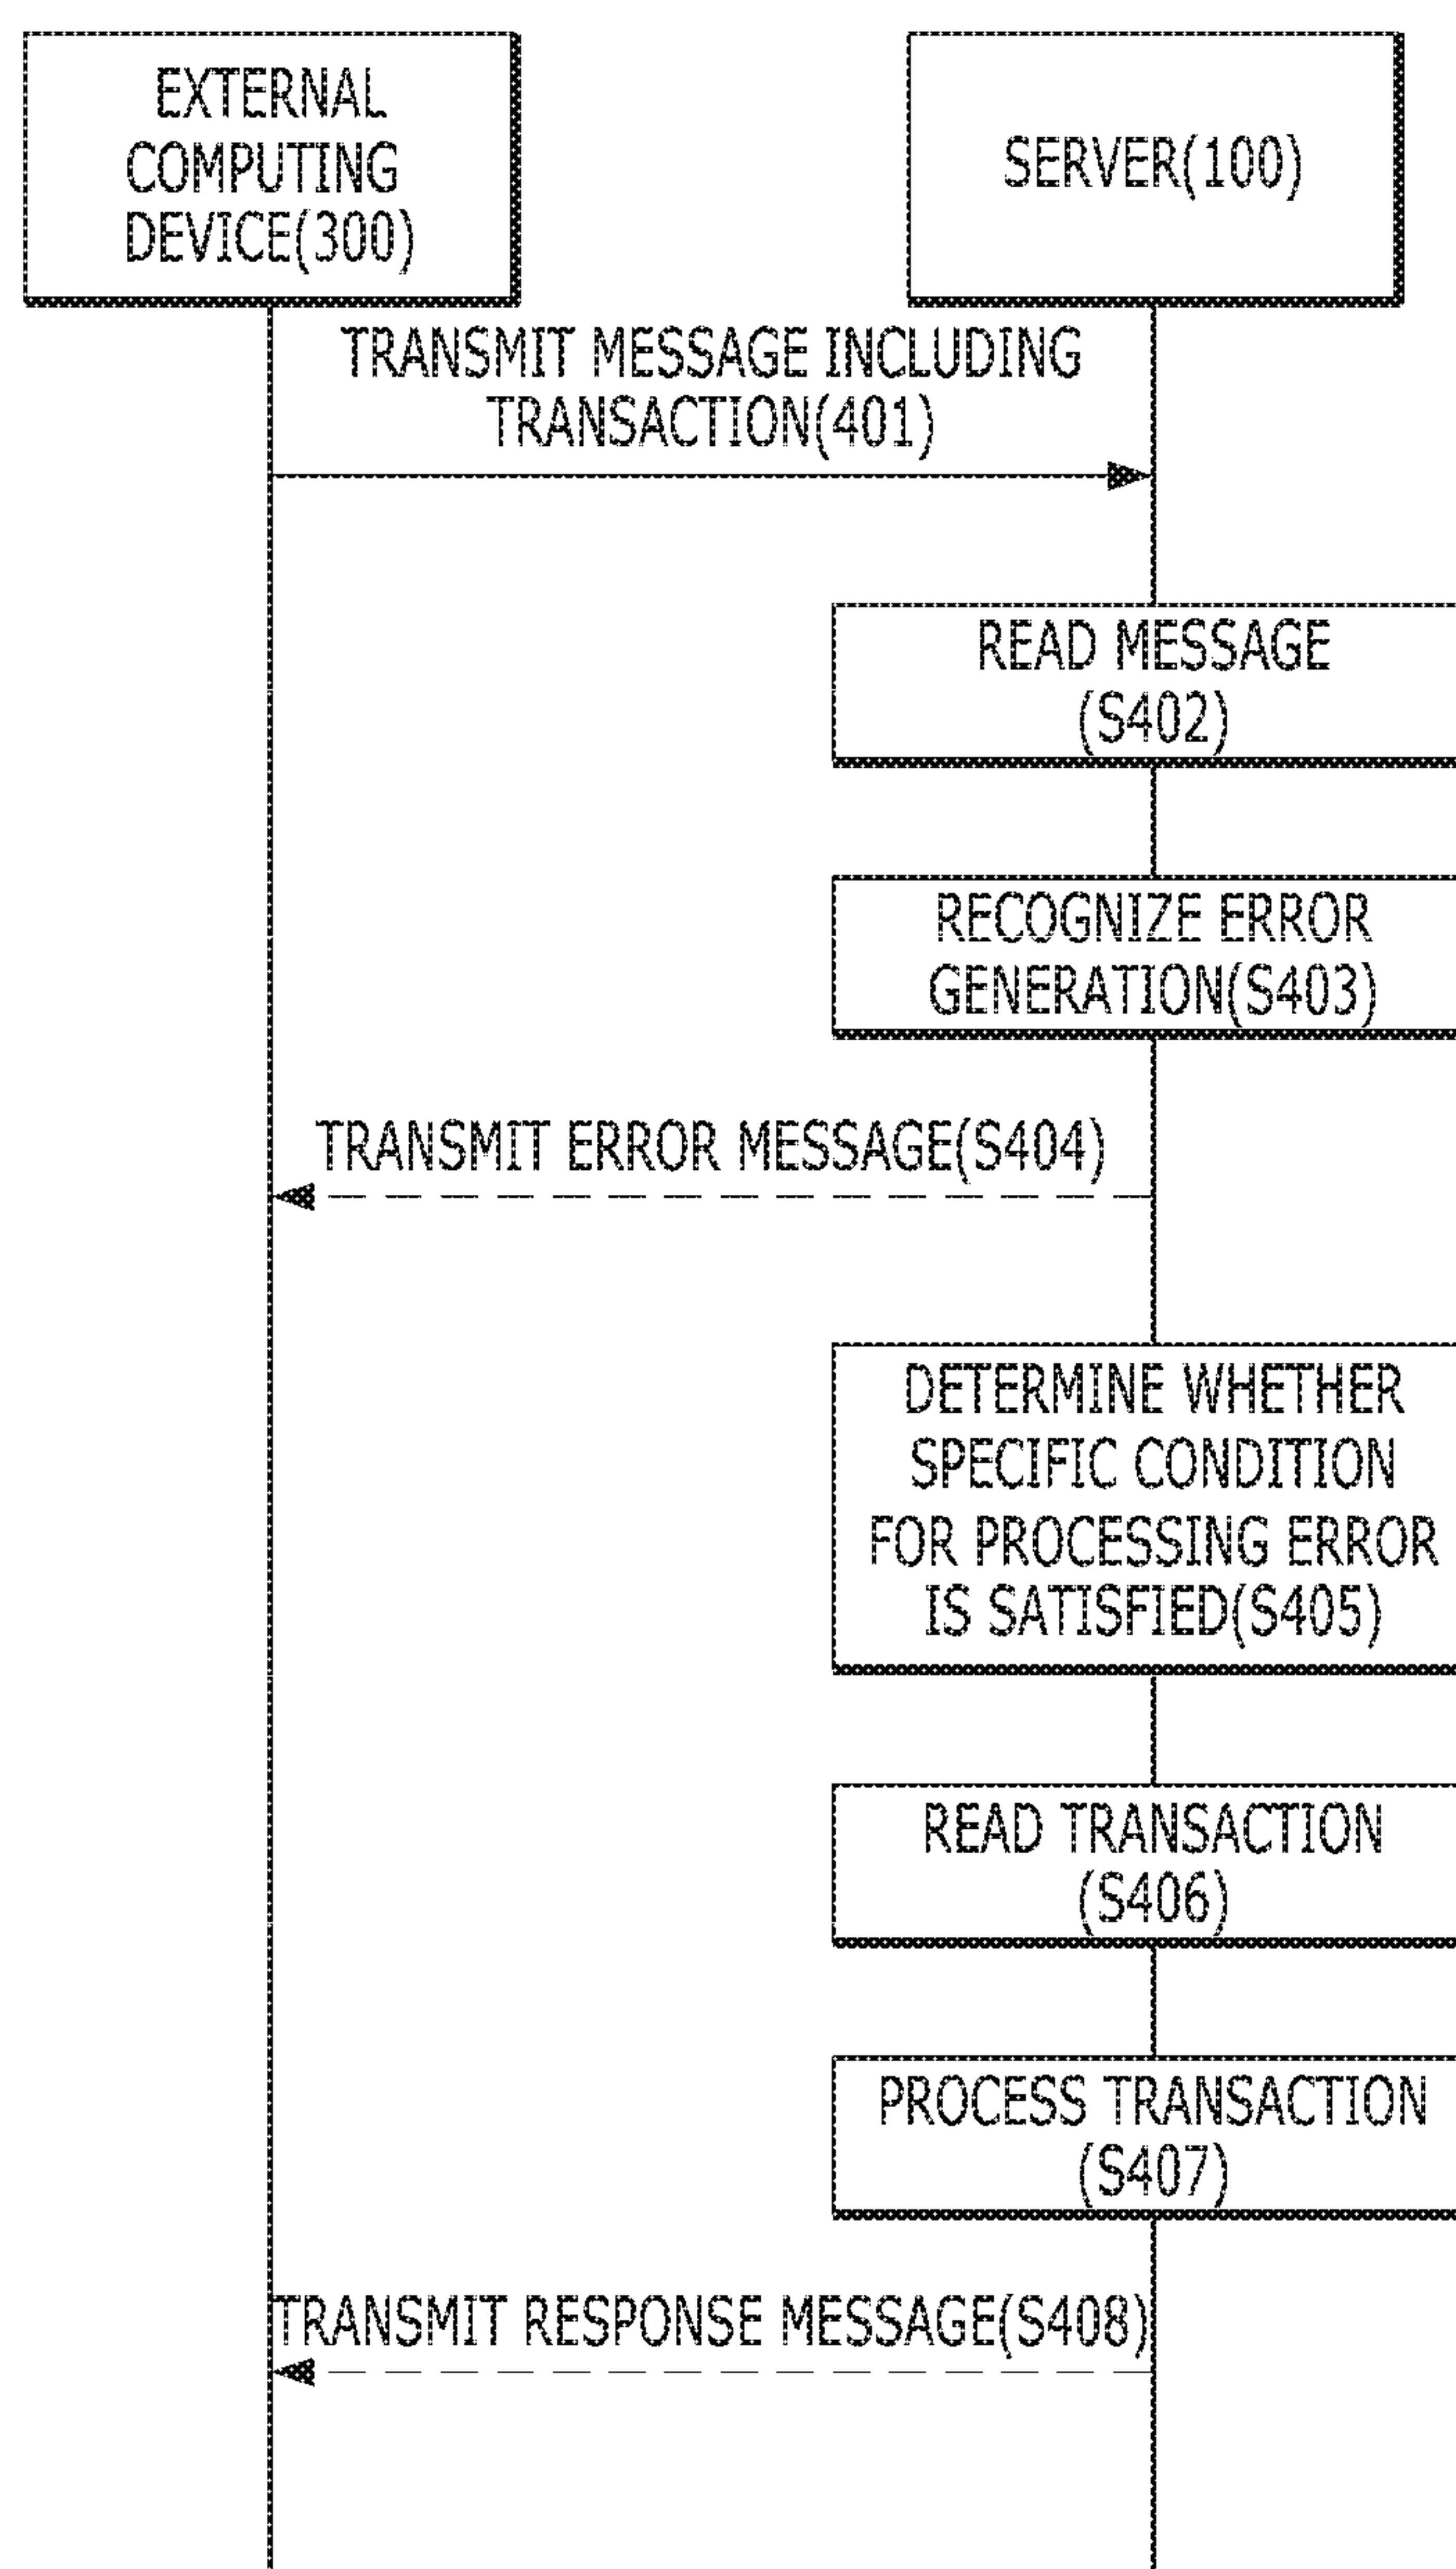 EXTERNAL
COMPUTING
DEVICE(300)
SERVER(100)
TRANSMIT MESSAGE INCLUDING
TRANSACTION(401)
READ MESSAGE
(S402)
RECOGNIZE ERROR
GENERATION(S403)
TRANSMIT ERROR MESSAGE(S404)
DETERMINE WHETHER
SPECIFIC CONDITION
FOR PROCESSING ERROR
IS SATISFIED(S405)
READ TRANSACTION
(S406)
PROCESS TRANSACTION
(S407)
TRANSMIT RESPONSE MESSAGE(S408)